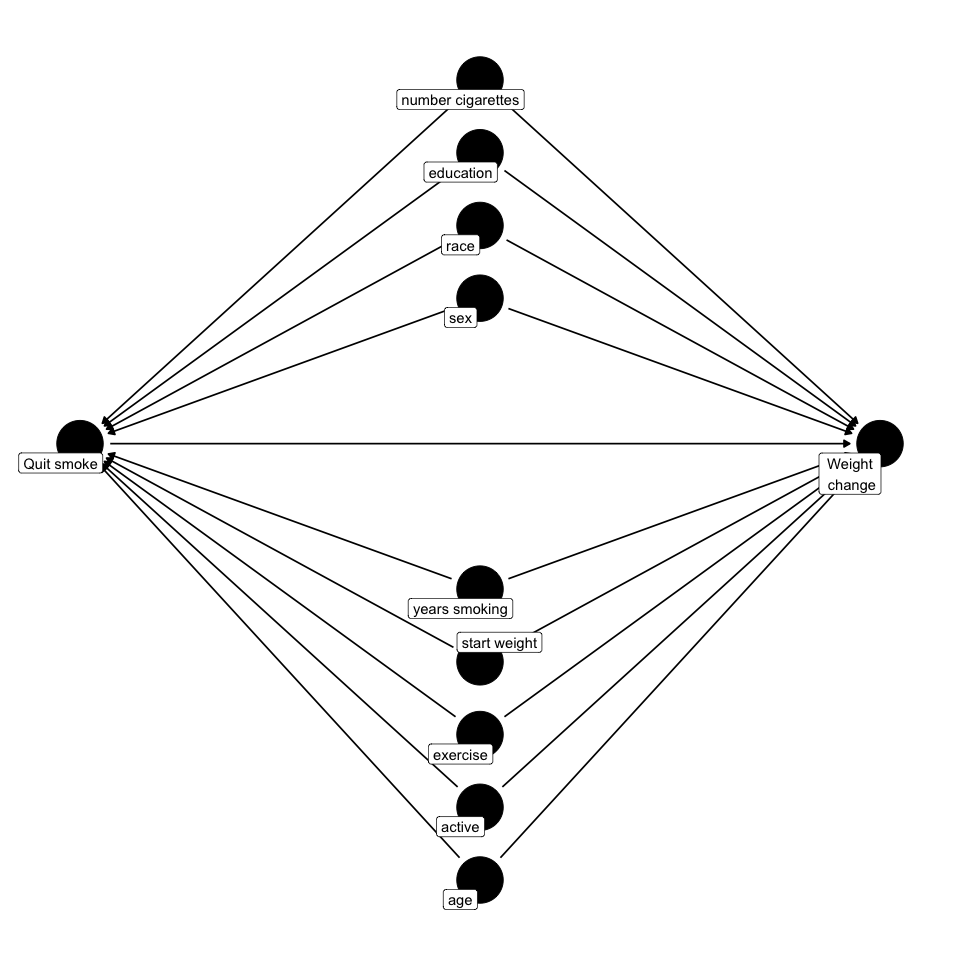 number cigarettes
education
race
sex
Quit smoke
Weight
change
years smoking
start weight
exercise
active
age